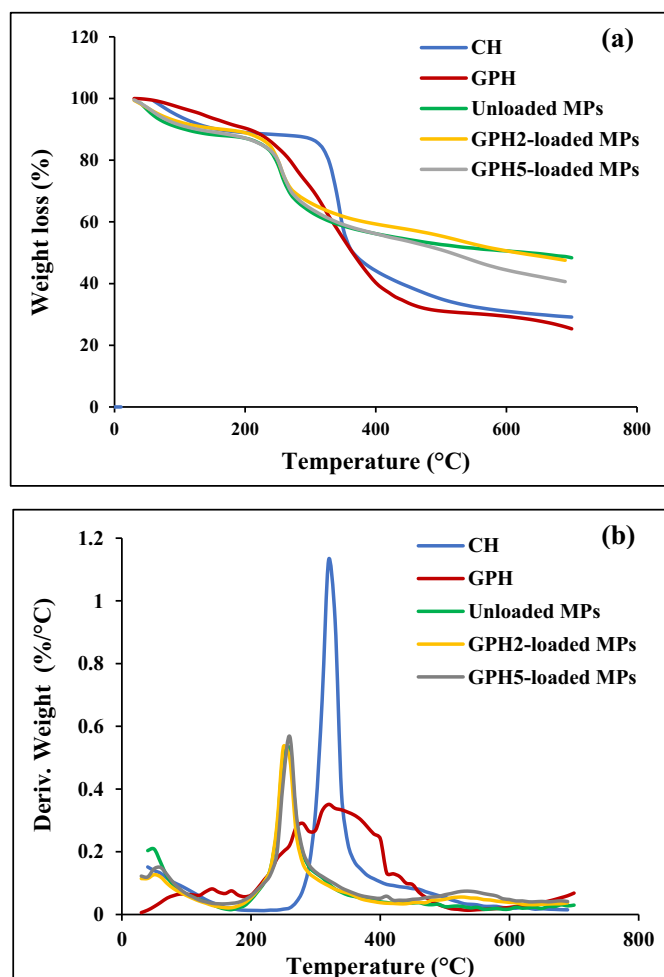 (a)
CH
GPH
Unloaded MPs
GPH2-loaded MPs
GPH5-loaded MPs
Weight loss (%)
120
100
80
60
40
20
0
0 200 400 600 800
Temperature (°C)
(b)
CH
GPH
Unloaded MPs
GPH2-loaded MPs
GPH5-loaded MPs
Deriv. Weight (%/°C)
1.2
1
0.8
0.6
0.4
0.2
0
0 200 400 600 800
Temperature (°C)